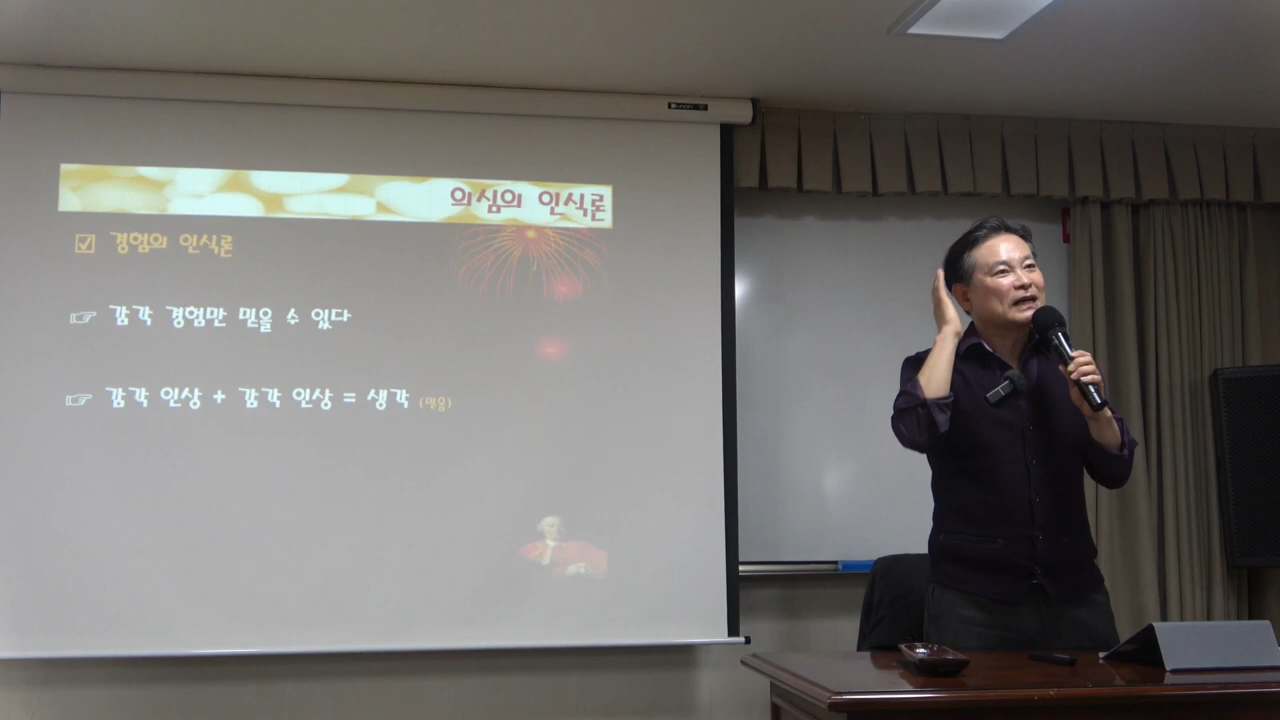 의심의 인식론
☑ 경험의 인식론
☞ 감각 경험만 믿을 수 있다
☞ 감각 인상 + 감각 인상 = 생각 (믿음)